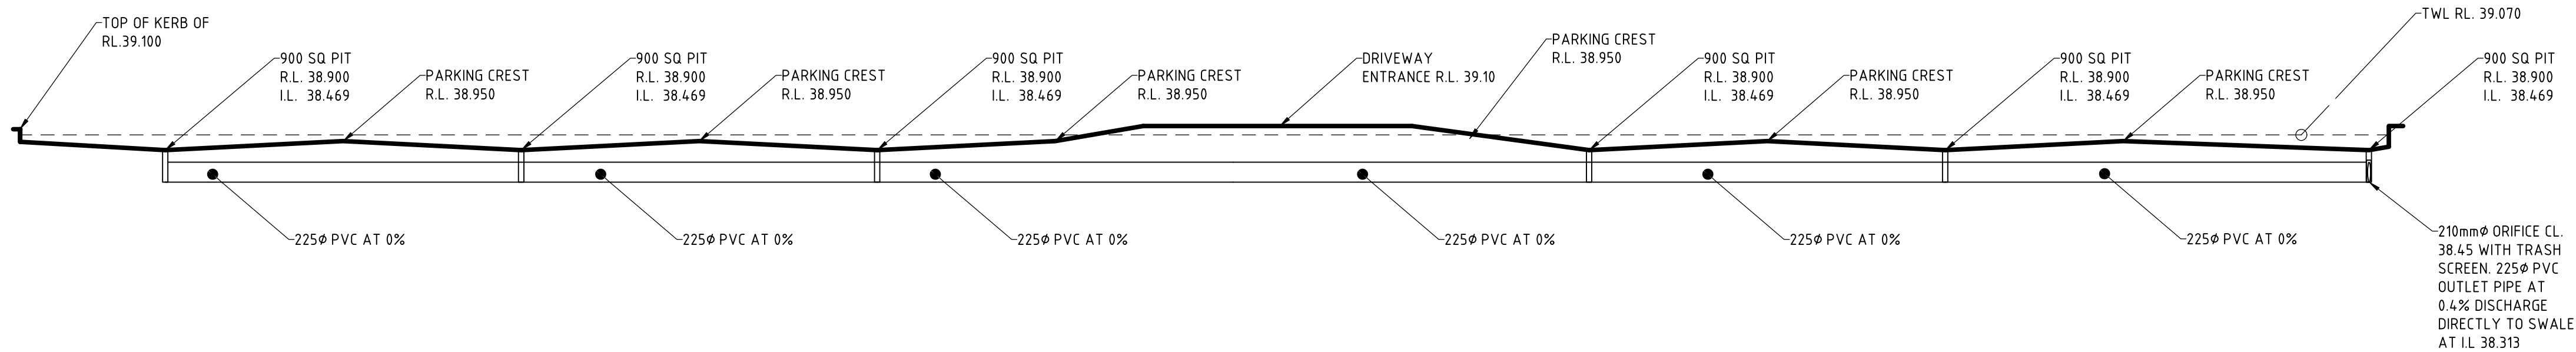 TOP OF KERB OF
RL.39.100
900 SQ PIT
R.L. 38.900
I.L. 38.469
PARKING CREST
R.L. 38.950
900 SQ PIT
R.L. 38.900
I.L. 38.469
PARKING CREST
R.L. 38.950
900 SQ PIT
R.L. 38.900
I.L. 38.469
PARKING CREST
R.L. 38.950
DRIVEWAY
ENTRANCE R.L. 39.10
PARKING CREST
R.L. 38.950
900 SQ PIT
R.L. 38.900
I.L. 38.469
PARKING CREST
R.L. 38.950
900 SQ PIT
R.L. 38.900
I.L. 38.469
PARKING CREST
R.L. 38.950
TWL RL. 39.070
900 SQ PIT
R.L. 38.900
I.L. 38.469
225Ø PVC AT 0%
225Ø PVC AT 0%
225Ø PVC AT 0%
225Ø PVC AT 0%
225Ø PVC AT 0%
225Ø PVC AT 0%
210mmØ ORIFICE CL.
38.45 WITH TRASH
SCREEN. 225Ø PVC
OUTLET PIPE AT
0.4% DISCHARGE
DIRECTLY TO SWALE
AT I.L 38.313